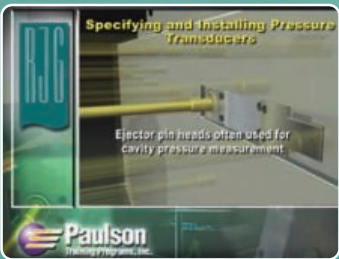 Specifying and Installing Pressure
Transducers
RJG
Ejector pin heads often used for
cavity pressure measurement
Paulson
Training Programs, Inc.